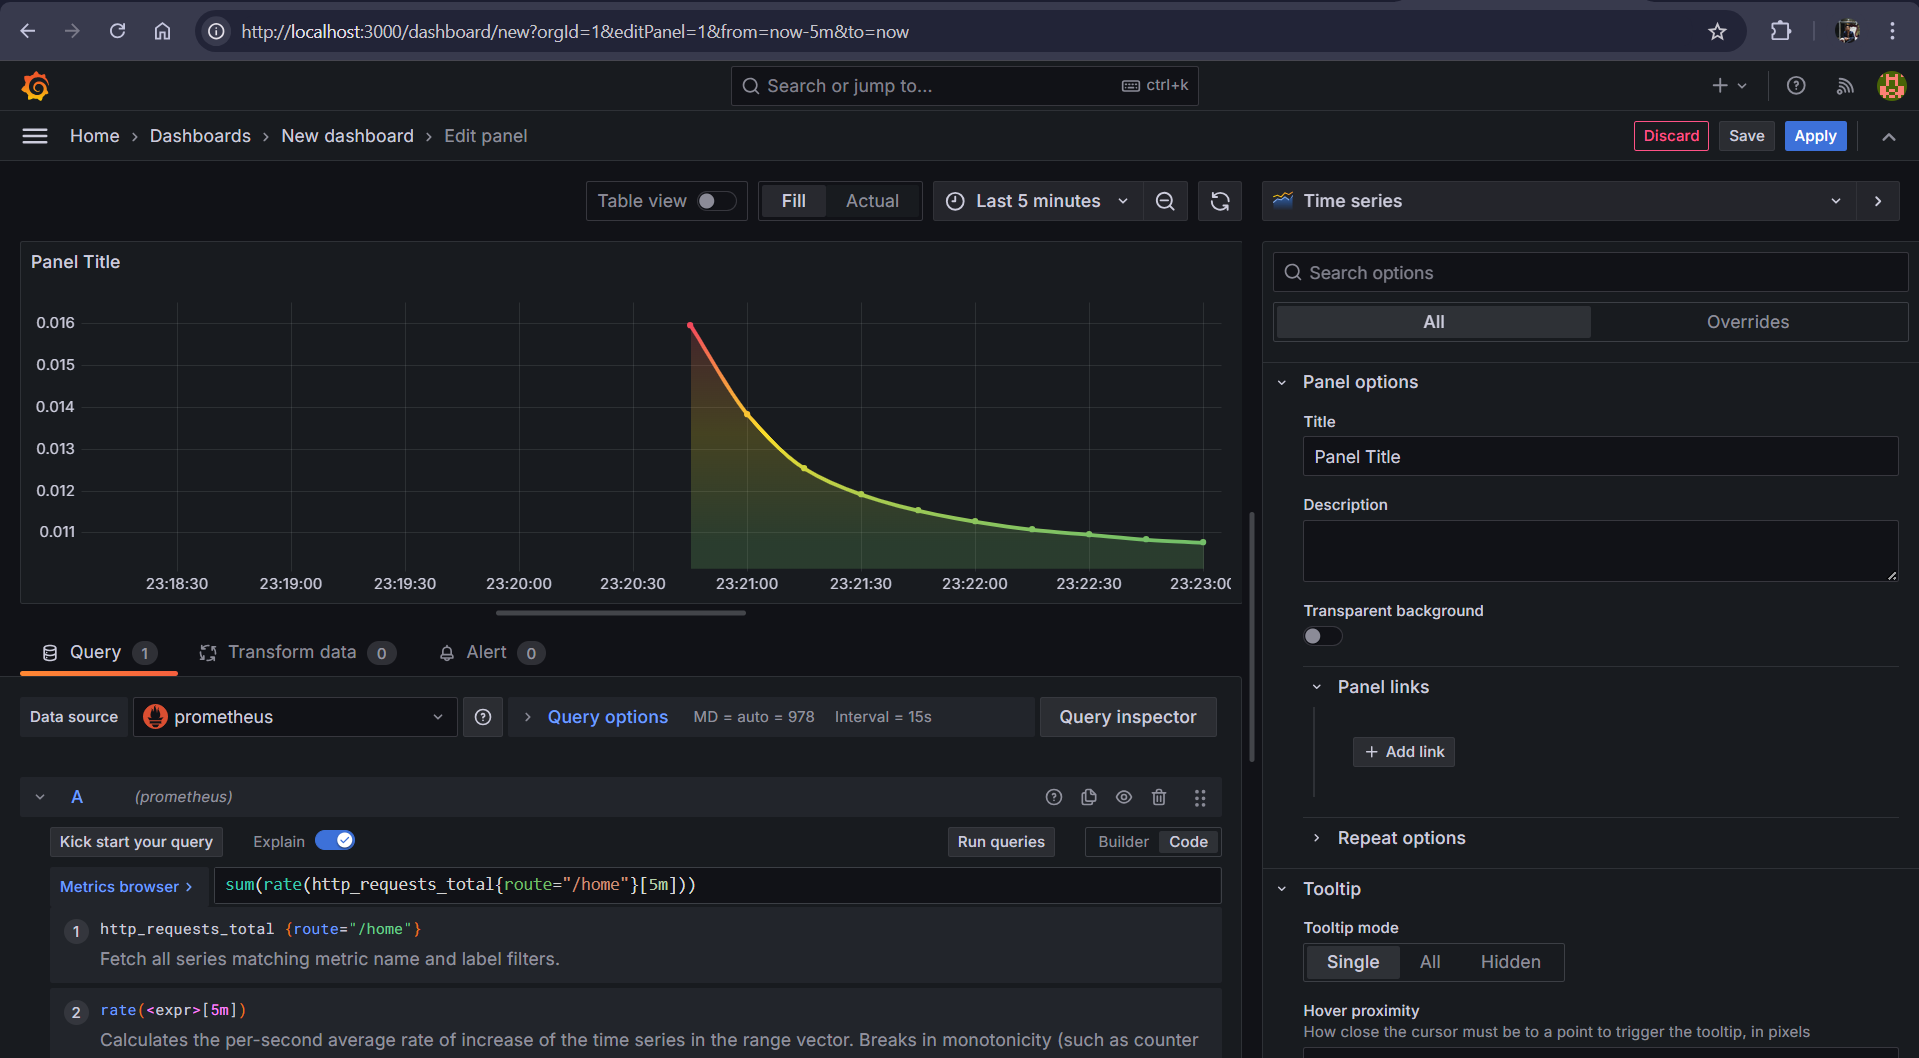 http://localhost:3000/dashboard/new?orgId=1&editPanel=1&from=now-5m&to=now
Search or jump to...
ctrl+k
Home › Dashboards › New dashboard › Edit panel
Discard
Save
Apply
Table view
Fill
Actual
Last 5 minutes
Time series
Panel Title
0.016
0.015
0.014
0.013
0.012
0.011
23:18:30 23:19:00 23:19:30 23:20:00 23:20:30 23:21:00 23:21:30 23:22:00 23:22:30 23:23:00
Query 1
Transform data 0
Alert 0
Data source
prometheus
Query options
MD = auto = 978
Interval = 15s
Query inspector
A
(prometheus)
Kick start your query
Explain
Run queries
Builder
Code
Metrics browser >
sum(rate(http_requests_total{route="/home"}[5m]))
1
http_requests_total {route="/home"}
Fetch all series matching metric name and label filters.
2
rate(<expr>[5m])
Calculates the per-second average rate of increase of the time series in the range vector. Breaks in monotonicity (such as counter
Search options
All
Overrides
Panel options
Title
Panel Title
Description
Transparent background
Panel links
+ Add link
Repeat options
Tooltip
Tooltip mode
Single
All
Hidden
Hover proximity
How close the cursor must be to a point to trigger the tooltip, in pixels